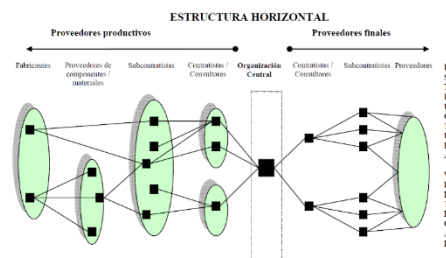 ESTRUCTURA HORIZONTAL
Proveedores productivos
Proveedores finales
Fabricantes
Proveedores de
componentes /
materiales
Subcontratistas
Contratistas /
Consultores
Organización
Central
Contratistas /
Consultores
Subcontratistas
Proveedores